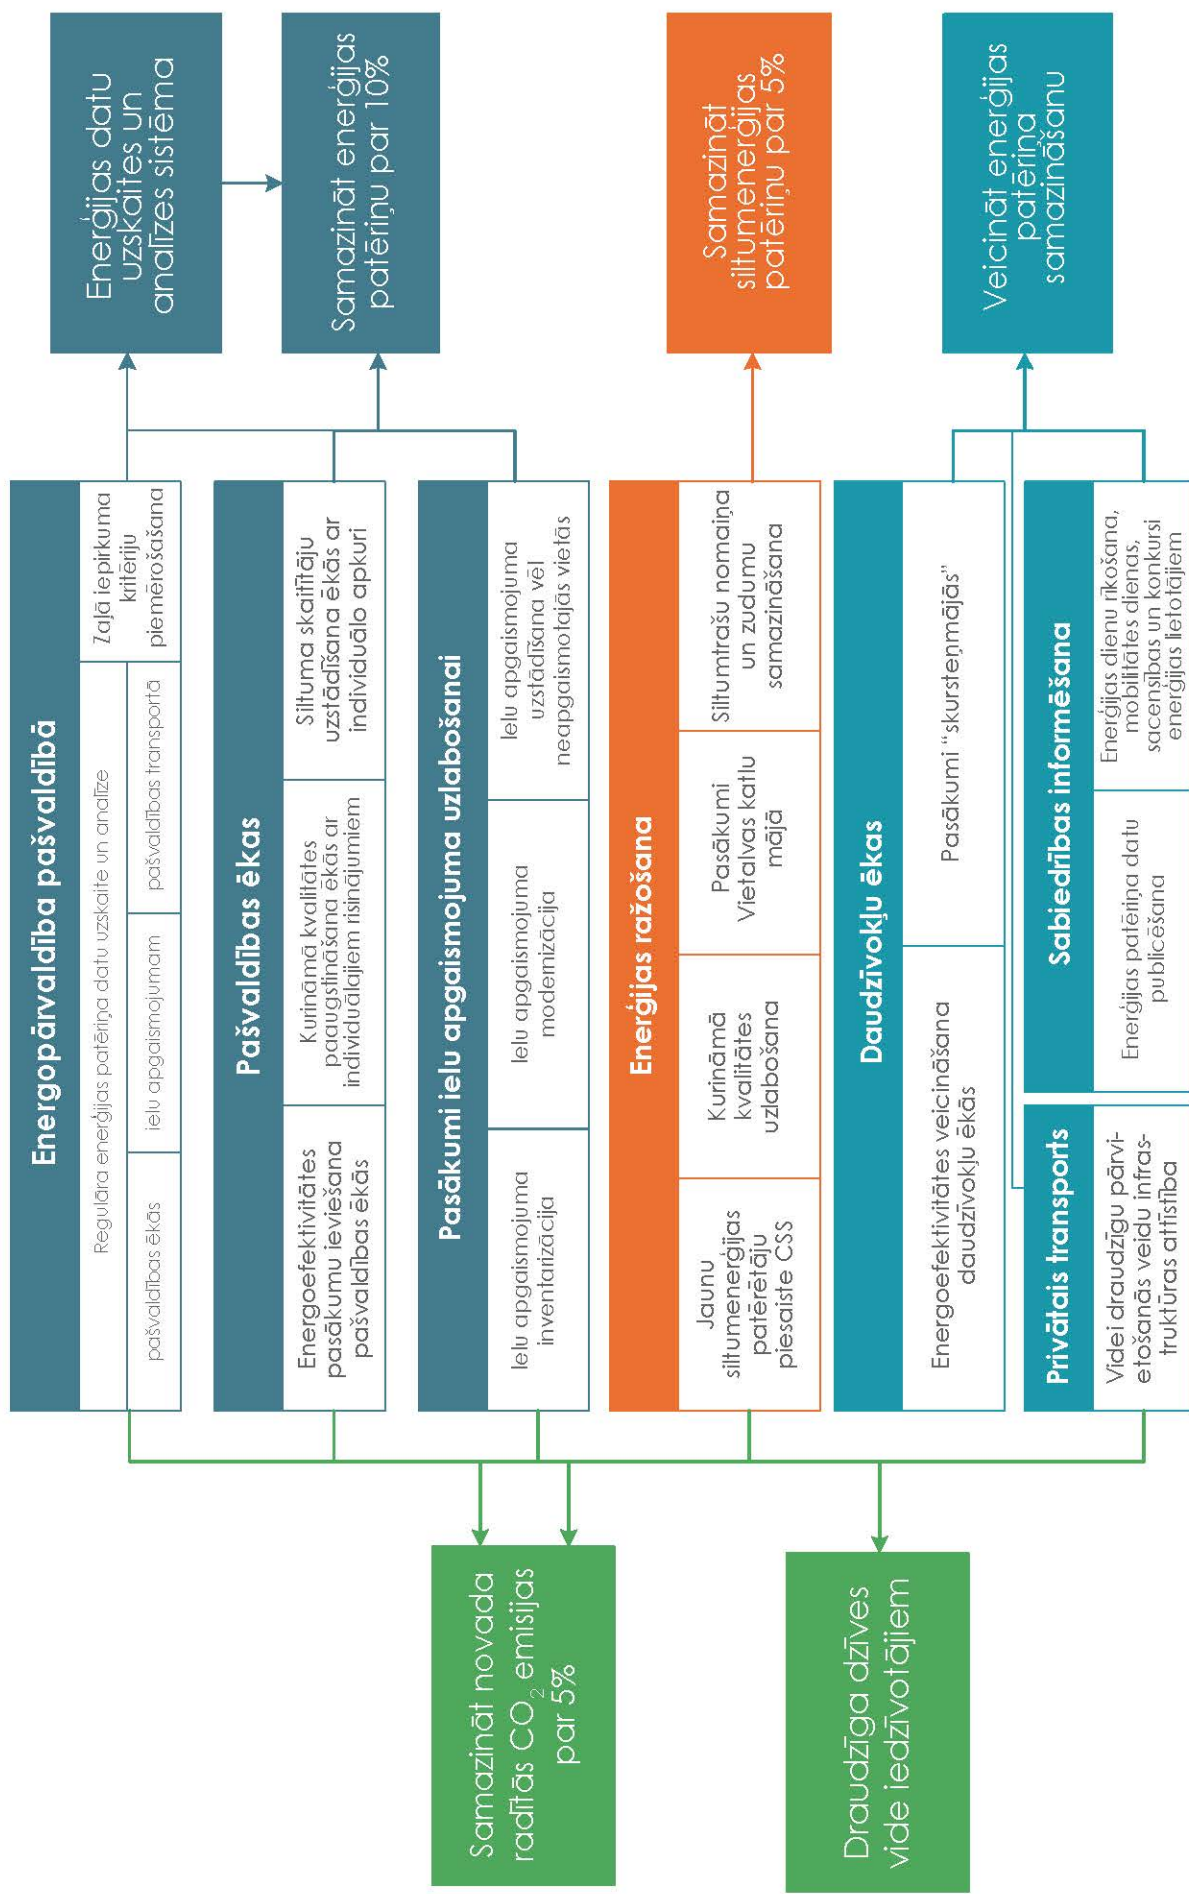 Samazināt novada
radītās CO₂ emisijas
par 5%
Draudzīga dzīves
vide iedzīvotājiem
Energopārvaldība pašvaldībā
Regulāra enerģijas patēriņa datu uzskaite un analīze
pašvaldības ēkās
ielu apgaismojumam
pašvaldības transportā
Zaļā iepirkuma
kritēriju
piemērošašana
Pašvaldības ēkas
Energoefektivitātes
pasākumu ieviešana
pašvaldības ēkās
Kurināmā kvalitātes
paaugstināšana ēkās ar
individuālajiem risinājumiem
Siltuma skaitītāju
uzstādīšana ēkās ar
individuālo apkuri
Pasākumi ielu apgaismojuma uzlabošanai
Ielu apgaismojuma
inventarizācija
Ielu apgaismojuma
modernizācija
Ielu apgaismojuma
uzstādīšana vēl
neapgaismotajās vietās
Enerģijas ražošana
Jaunu
siltumenerģijas
patērētāju
piesaiste CSS
Kurināmā
kvalitātes
uzlabošana
Pasākumi
Vietalvas katlu
mājā
Siltumtrašu nomaiņa
un zudumu
samazināšana
Daudzīvokļu ēkas
Energoefektivitātes veicināšana
daudzīvokļu ēkās
Pasākumi “skursteņmājās”
Privātais transports
Videi draudzīgu pārvi-
etošanās veidu infras-
truktūras attīstība
Sabiedrības informēšana
Enerģijas patēriņa datu
publicēšana
Enerģijas dienu rīkošana,
mobilitātes dienas,
sacensības un konkursi
enerģijas lietotājiem
Enerģijas datu
uzskaites un
analīzes sistēma
Samazināt enerģijas
patēriņu par 10%
Samazināt
siltumenerģijas
patēriņu par 5%
Veicināt enerģijas
patēriņa
samazināšanu